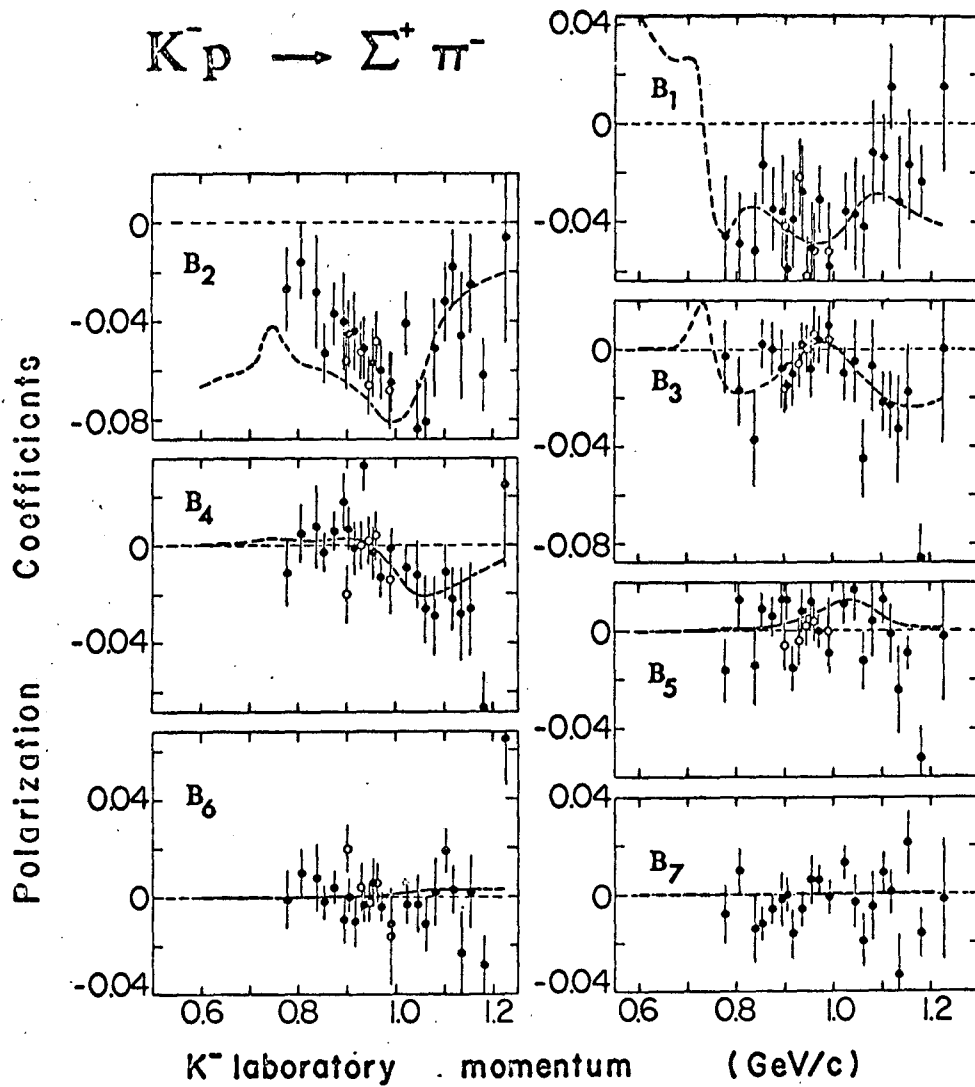 K⁻p → Σ⁺ π⁻
0.04
B₁
0
-0.04
0
B₂
-0.04
-0.08
0
B₃
-0.04
-0.08
B₄
0
-0.04
0
B₅
-0.04
B₆
0.04
0
-0.04
0.04
B₇
0
-0.04
0.6 0.8 1.0 1.2
0.6 0.8 1.0 1.2
Polarization Coefficients
K⁻ laboratory momentum (GeV/c)